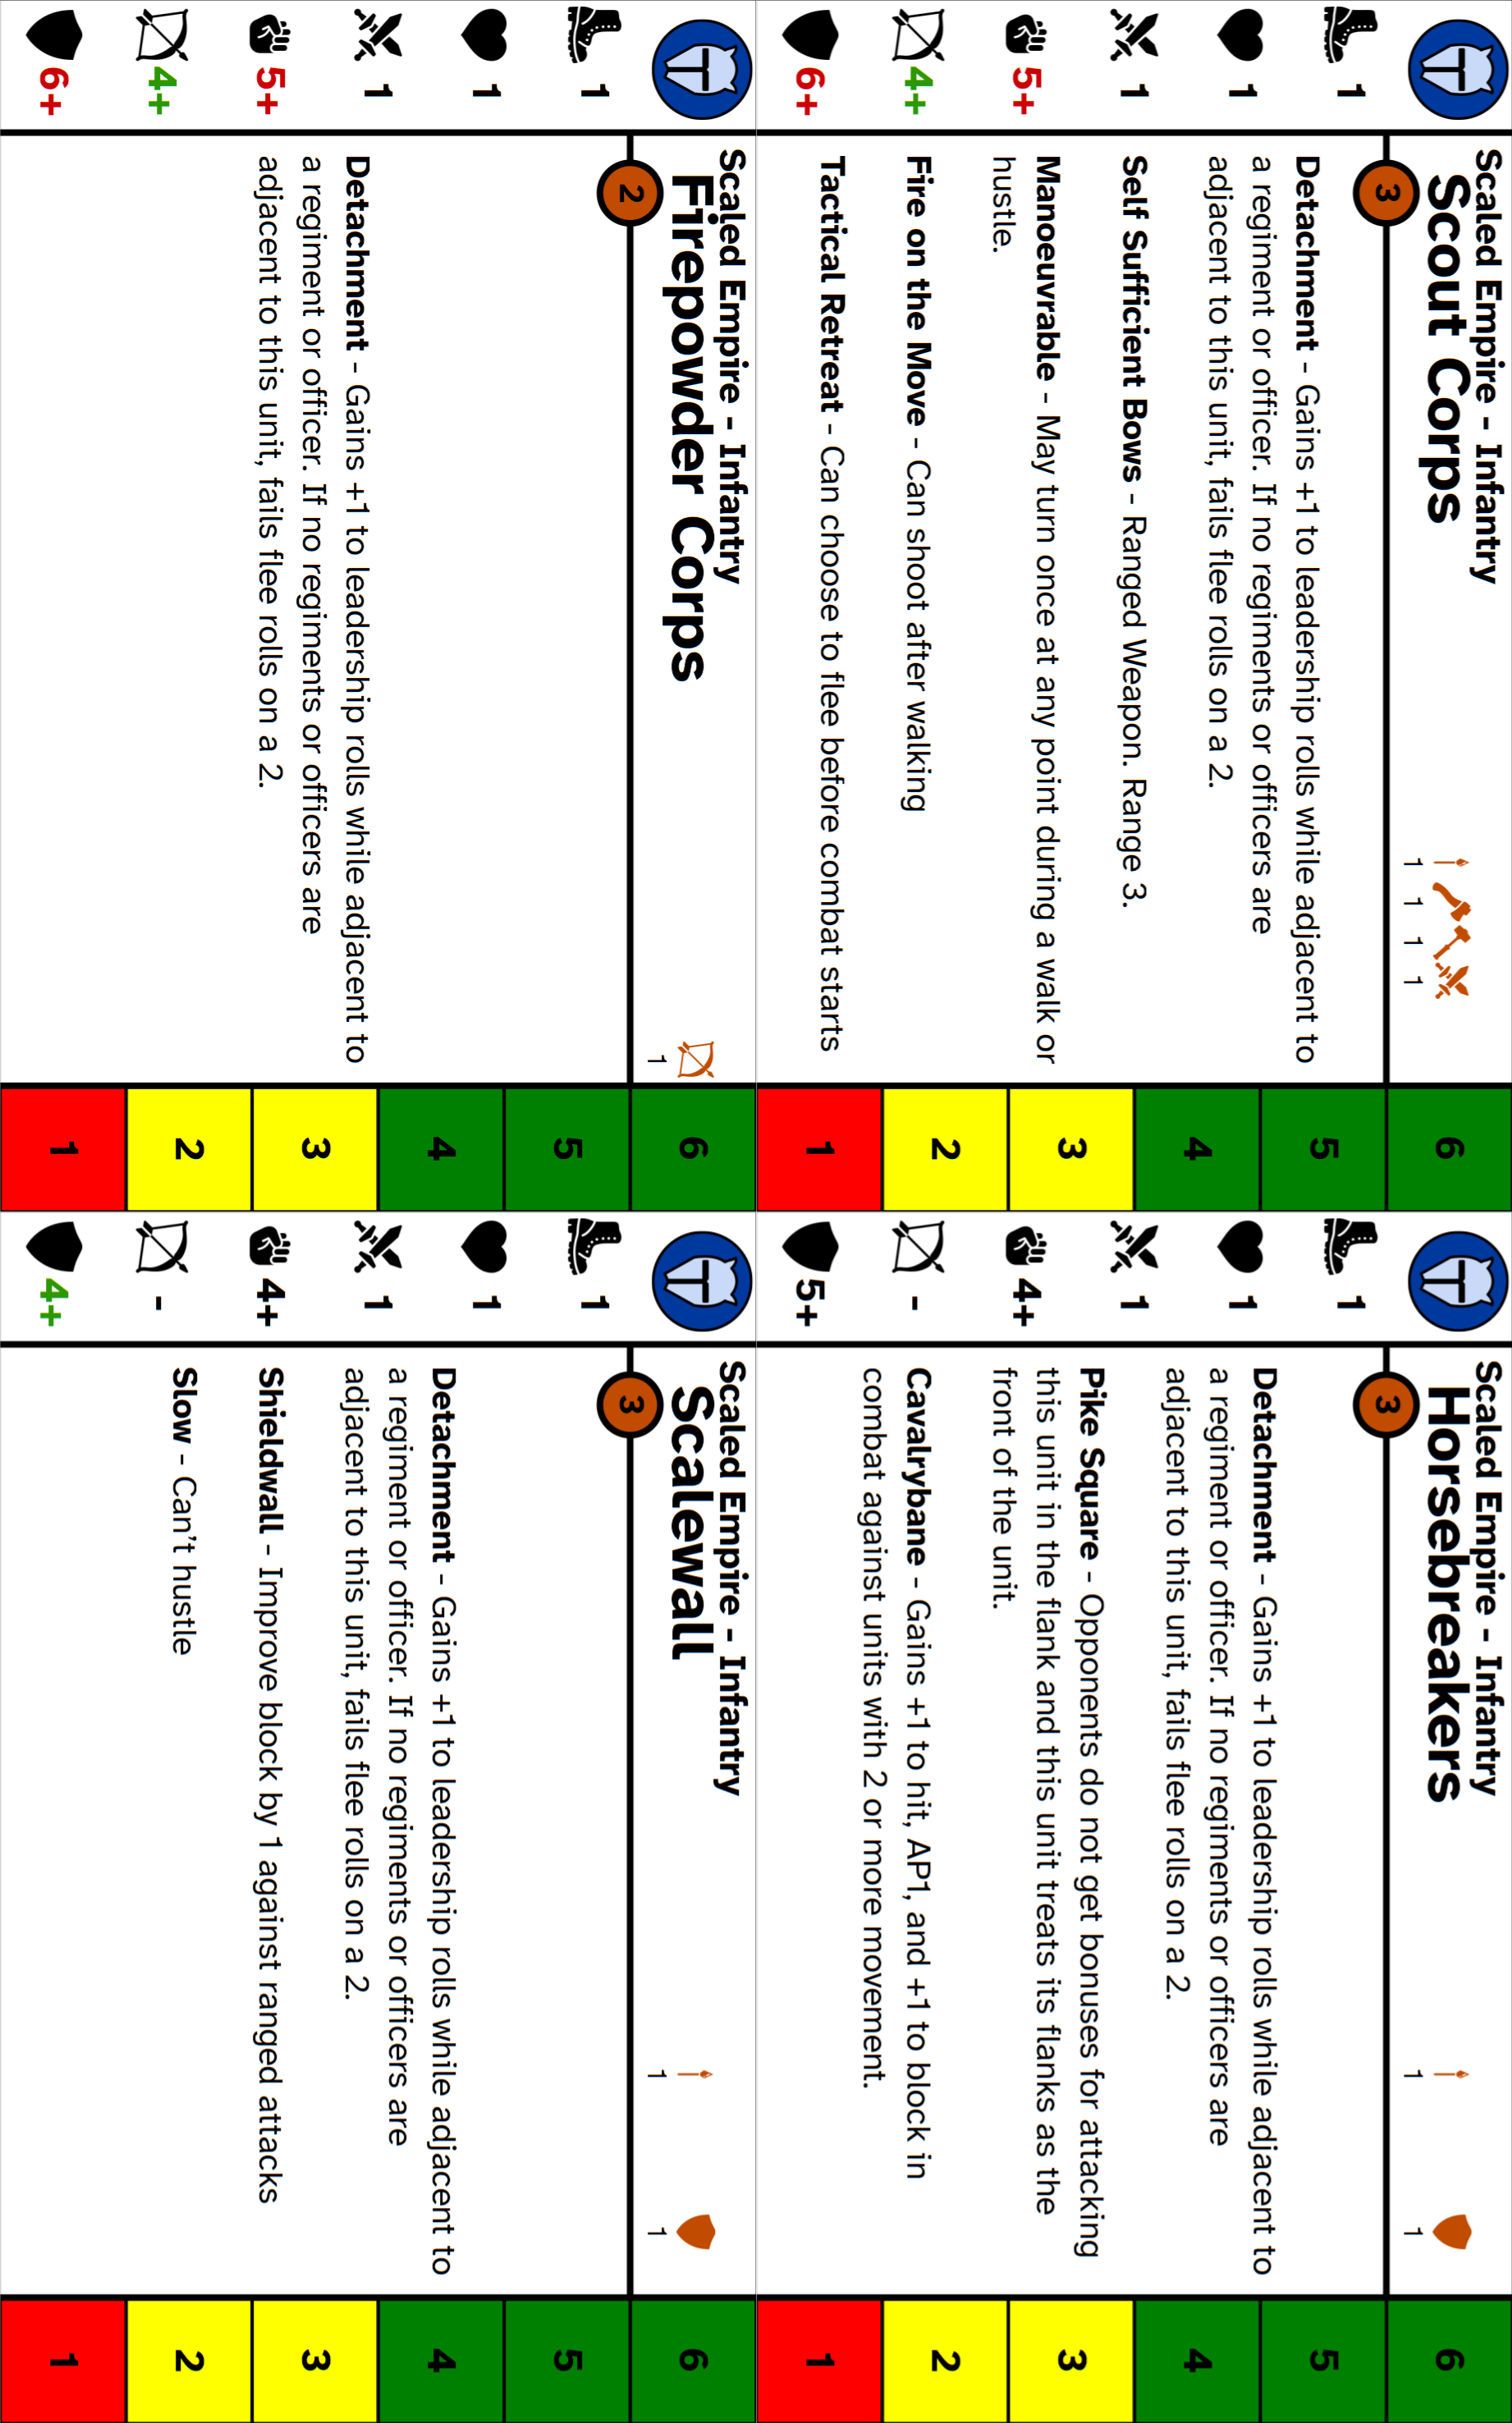 Scaled Empire - Infantry
Scout Corps
3
1 1 1 1
1
1
1
5+
4+
6+
Detachment - Gains +1 to leadership rolls while adjacent to
a regiment or officer. If no regiments or officers are
adjacent to this unit, fails flee rolls on a 2.
Self Sufficient Bows - Ranged Weapon. Range 3.
Manoeuvrable - May turn once at any point during a walk or
hustle.
Fire on the Move - Can shoot after walking
Tactical Retreat - Can choose to flee before combat starts
6
5
4
3
2
1
Scaled Empire - Infantry
Horsebreakers
3
1 1
1
1
1
4+
-
5+
Detachment - Gains +1 to leadership rolls while adjacent to
a regiment or officer. If no regiments or officers are
adjacent to this unit, fails flee rolls on a 2.
Pike Square - Opponents do not get bonuses for attacking
this unit in the flank and this unit treats its flanks as the
front of the unit.
Cavalrybane - Gains +1 to hit, AP1, and +1 to block in
combat against units with 2 or more movement.
6
5
4
3
2
1
Scaled Empire - Infantry
Firepowder Corps
2
1
1
1
1
5+
4+
6+
Detachment - Gains +1 to leadership rolls while adjacent to
a regiment or officer. If no regiments or officers are
adjacent to this unit, fails flee rolls on a 2.
6
5
4
3
2
1
Scaled Empire - Infantry
Scalewall
3
1 1
1
1
1
4+
-
4+
Detachment - Gains +1 to leadership rolls while adjacent to
a regiment or officer. If no regiments or officers are
adjacent to this unit, fails flee rolls on a 2.
Shieldwall - Improve block by 1 against ranged attacks
Slow - Can't hustle
6
5
4
3
2
1